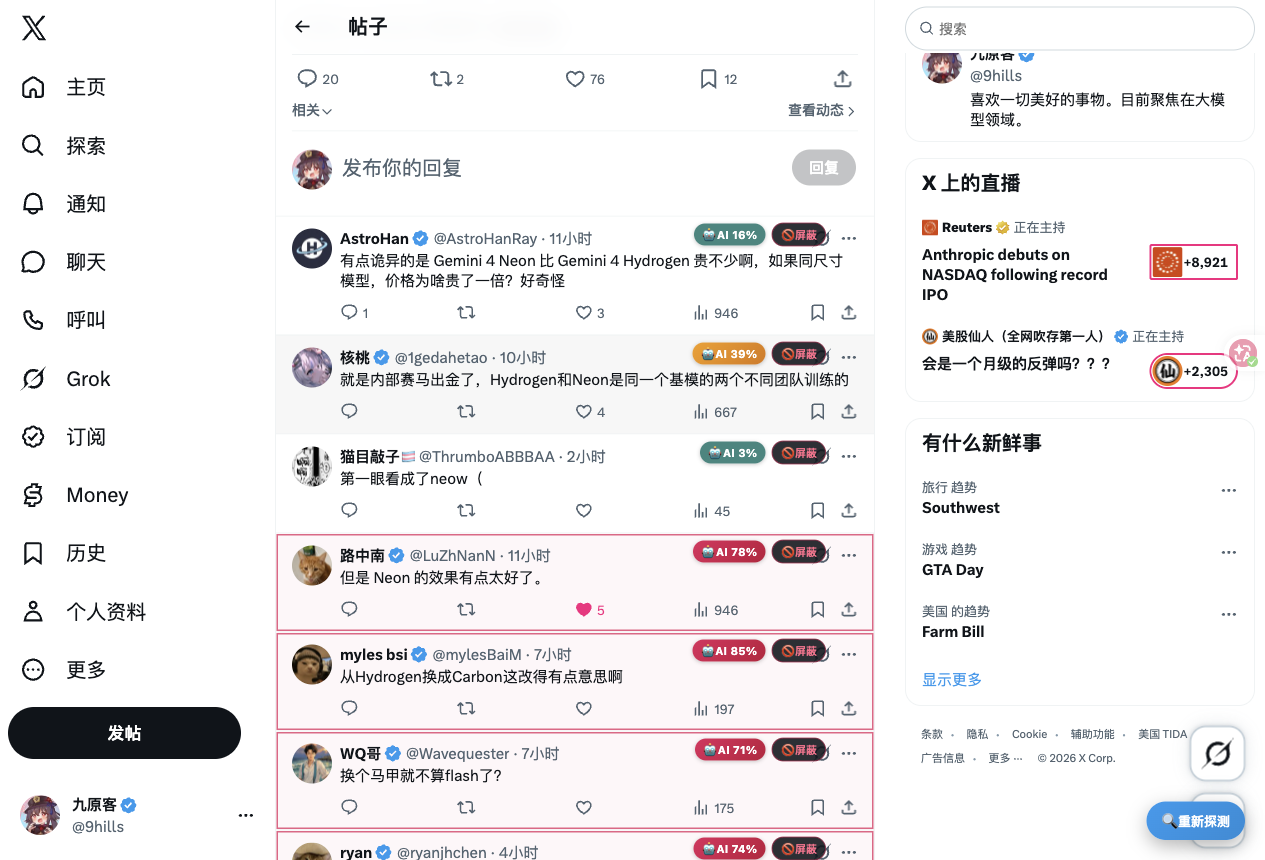 主页
探索
通知
聊天
呼叫
Grok
订阅
Money
历史
个人资料
更多
发帖
九原客
@9hills
帖子
20
2
76
12
相关
查看动态
发布你的回复
回复
AstroHan @AstroHanRay · 11小时
AI 16%
屏蔽
有点诡异的是 Gemini 4 Neon 比 Gemini 4 Hydrogen 贵不少啊，如果同尺寸
模型，价格为啥贵了一倍？好奇怪
1
3
946
核桃 @1gedahetao · 10小时
AI 39%
屏蔽
就是内部赛马出金了，Hydrogen和Neon是同一个基模的两个不同团队训练的
4
667
猫目敲子 @ThrumboABBBAA · 2小时
AI 3%
屏蔽
第一眼看成了neow（
45
路中南 @LuZhNanN · 11小时
AI 78%
屏蔽
但是 Neon 的效果有点太好了。
5
946
myles bsi @mylesBaiM · 7小时
AI 85%
屏蔽
从Hydrogen换成Carbon这改得有点意思啊
197
WQ哥 @Wavequester · 7小时
AI 71%
屏蔽
换个马甲就不算flash了？
175
ryan @ryanjhchen · 4小时
AI 74%
屏蔽
搜索
九原客
@9hills
喜欢一切美好的事物。目前聚焦在大模
型领域。
X 上的直播
Reuters 正在主持
Anthropic debuts on
NASDAQ following record
IPO
+8,921
美股仙人（全网吹存第一人） 正在主持
会是一个月级的反弹吗？？？
仙
+2,305
有什么新鲜事
旅行 趋势
Southwest
游戏 趋势
GTA Day
美国 的趋势
Farm Bill
显示更多
条款 · 隐私 · Cookie · 辅助功能 · 美国 TIDA
广告信息 · 更多 ··· © 2026 X Corp.
重新探测